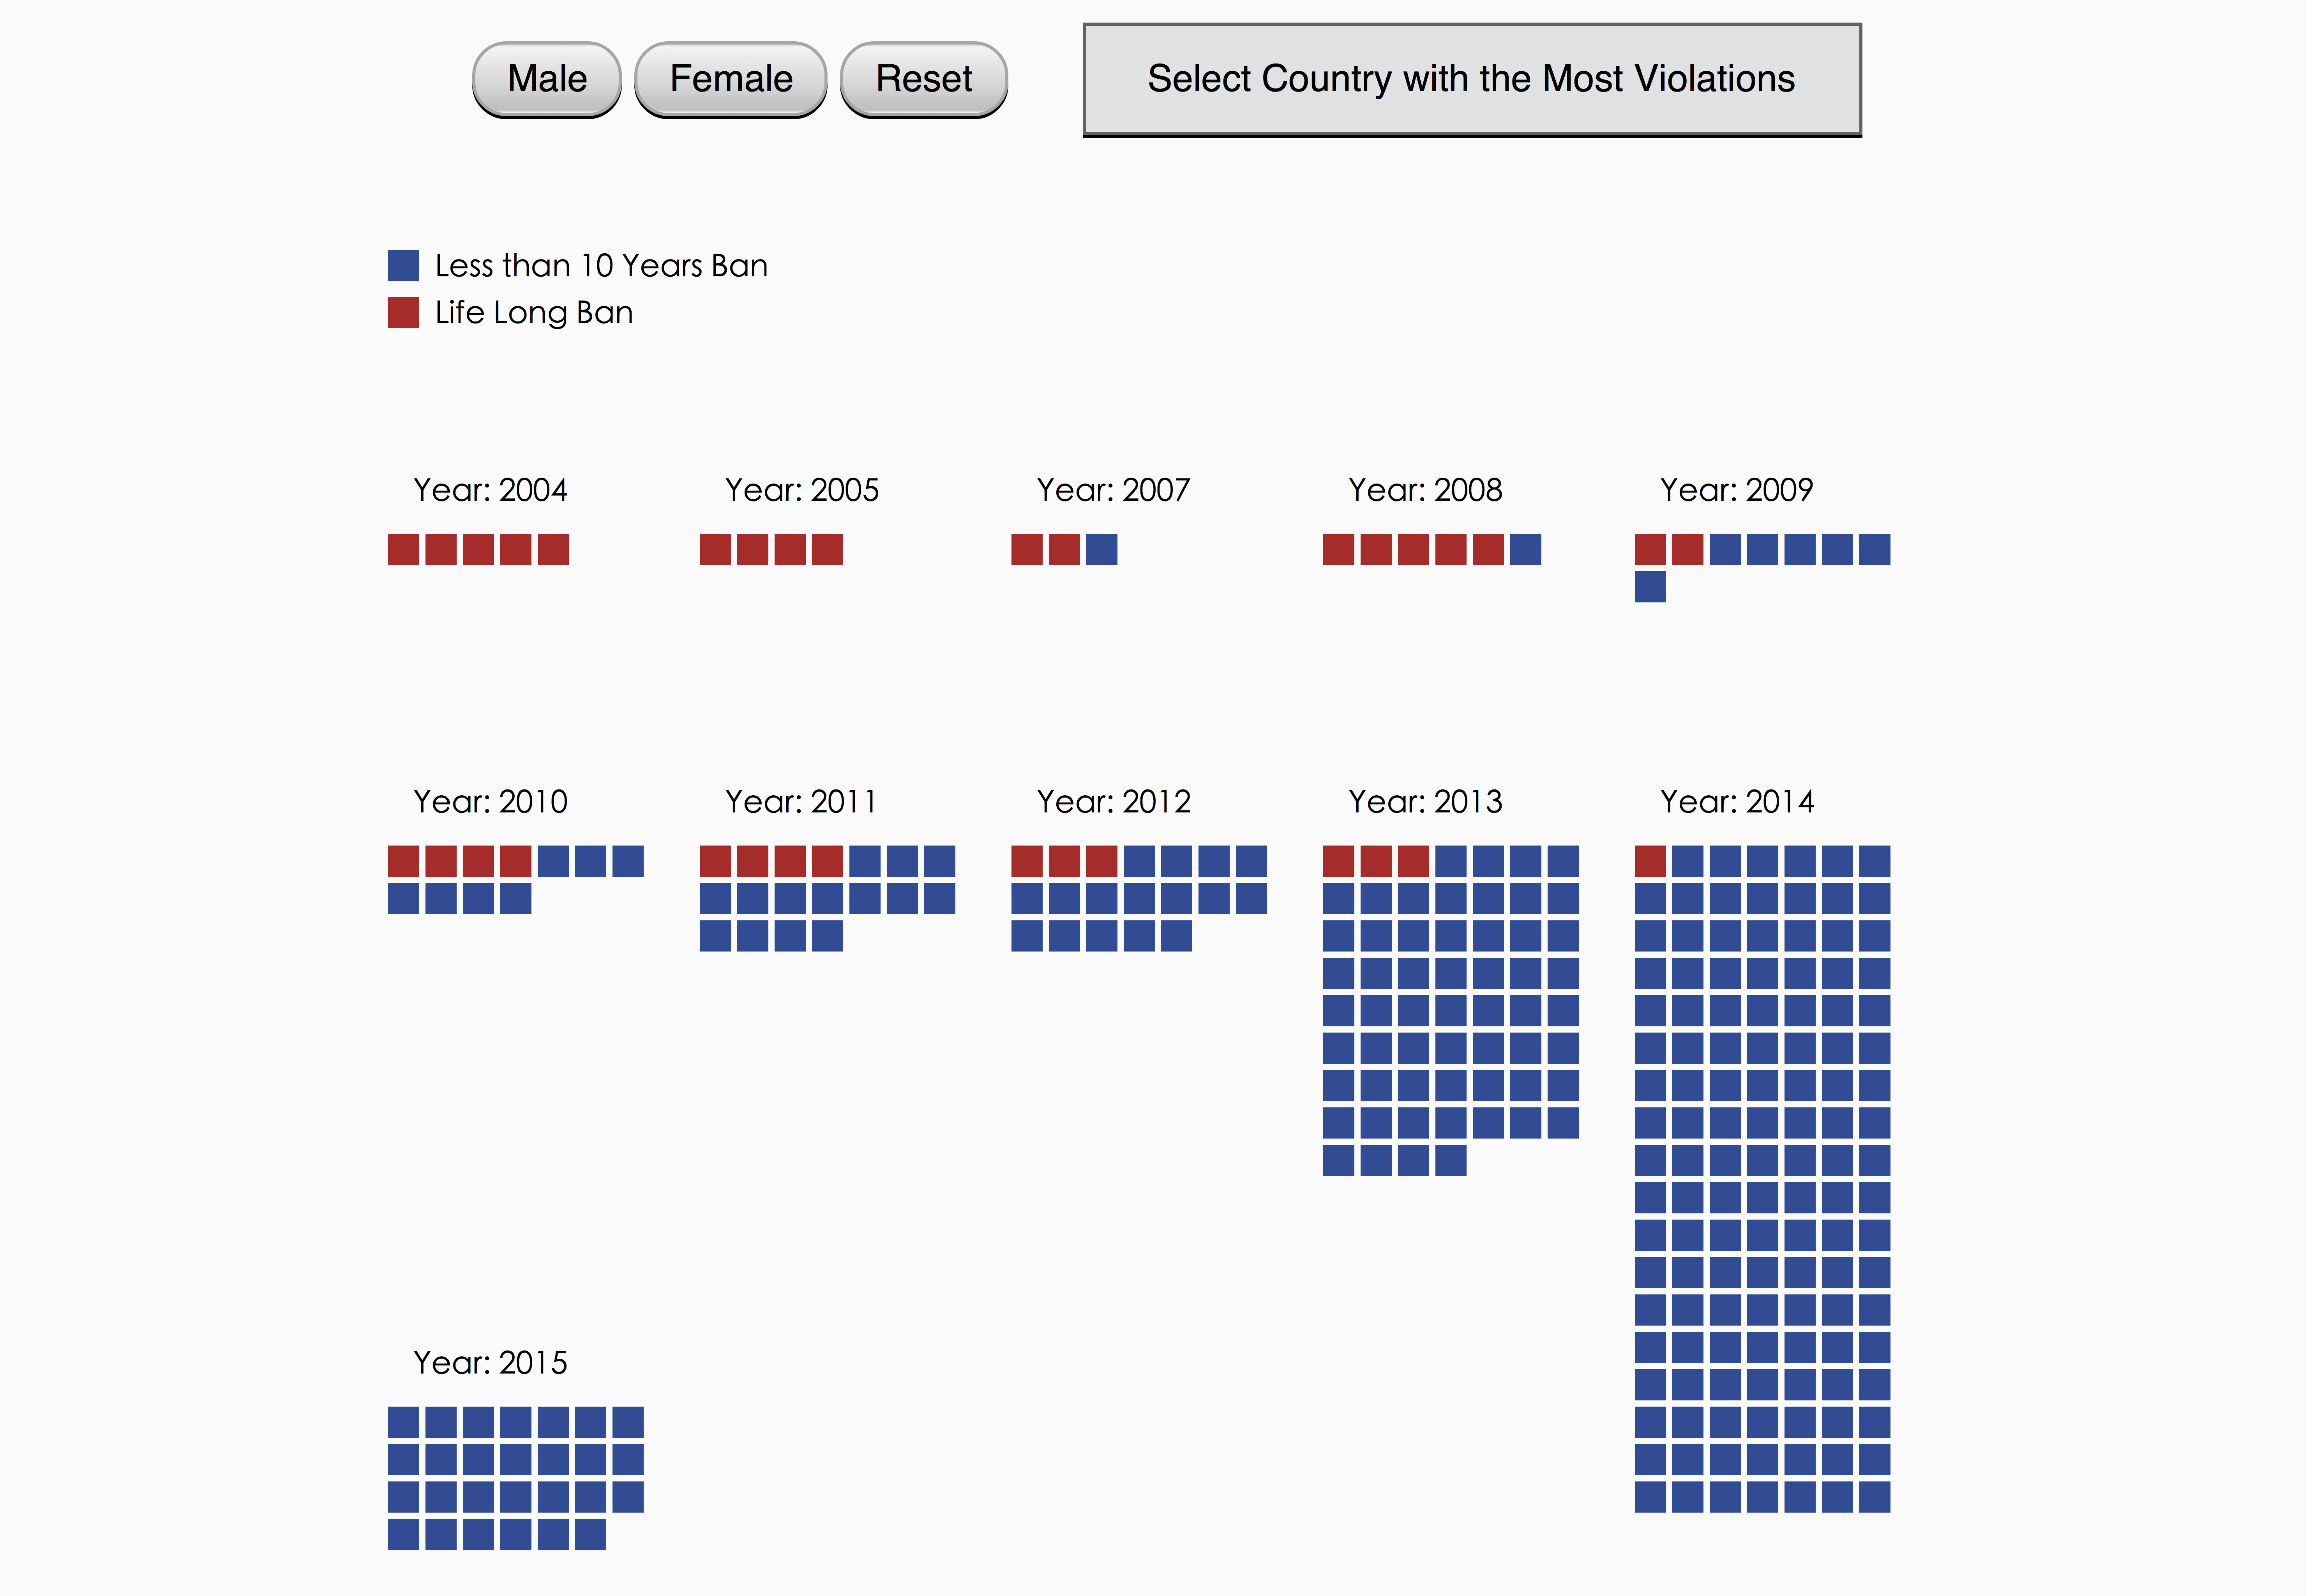 Male Female Reset Select Country with the Most Violations
Less than 10 Years Ban
Life Long Ban
Year: 2004 Year: 2005 Year: 2007 Year: 2008 Year: 2009
Year: 2010 Year: 2011 Year: 2012 Year: 2013 Year: 2014
Year: 2015